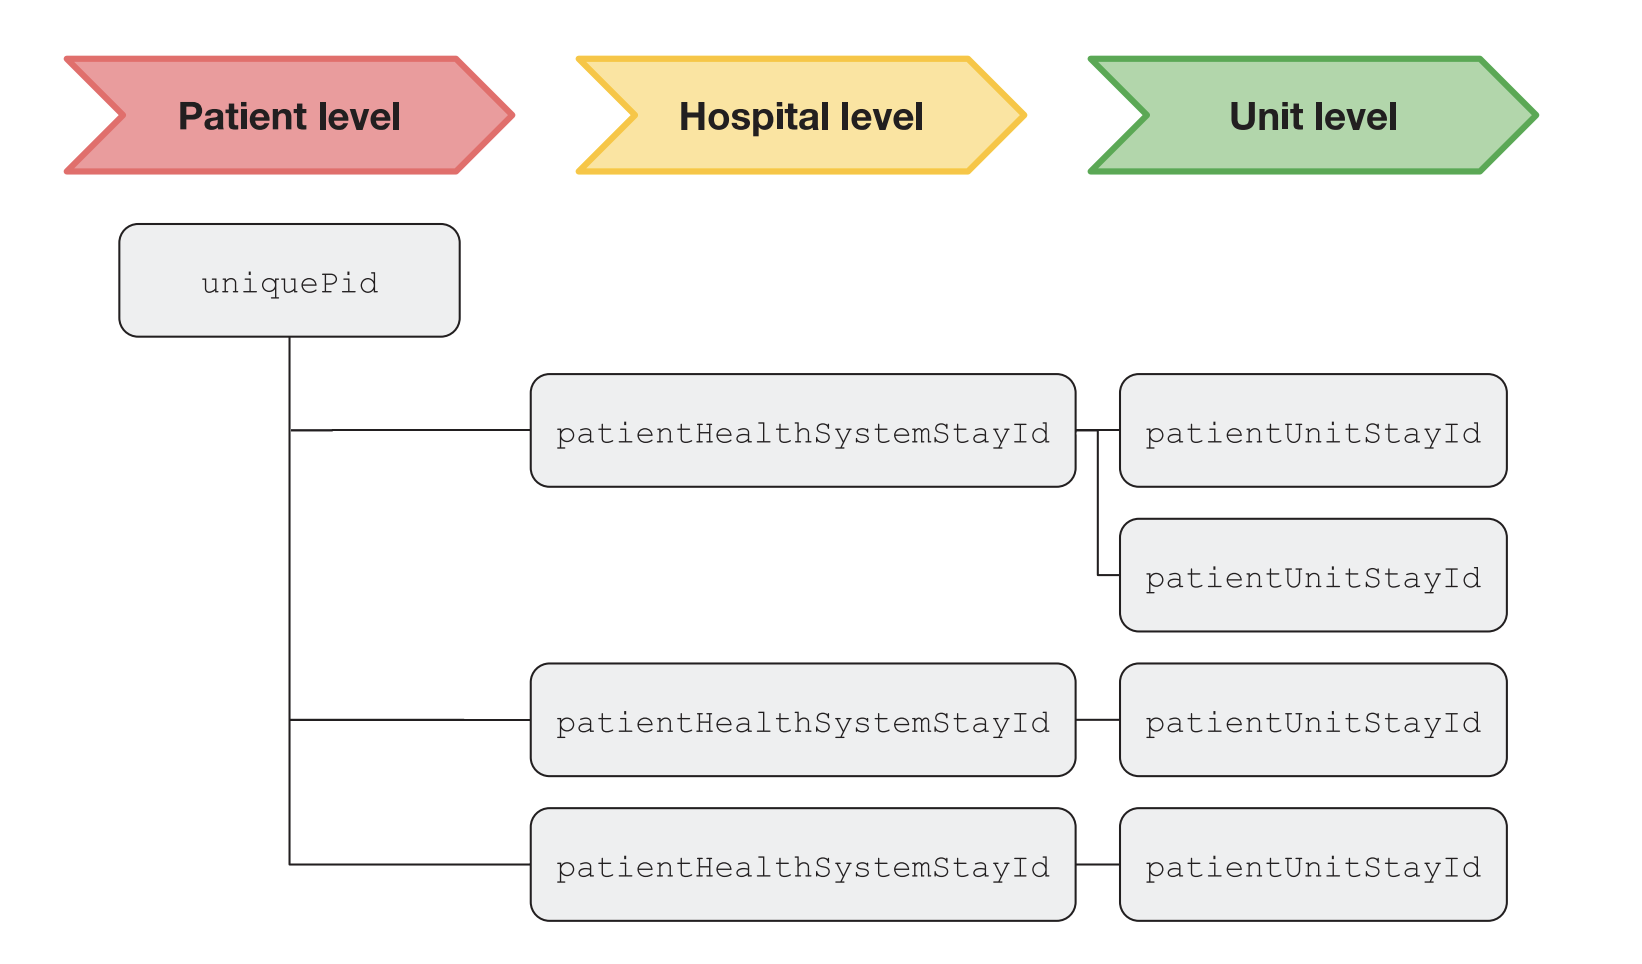 Patient level
Hospital level
Unit level
uniquePid
patientHealthSystemStayId
patientUnitStayId
patientUnitStayId
patientHealthSystemStayId
patientUnitStayId
patientHealthSystemStayId
patientUnitStayId